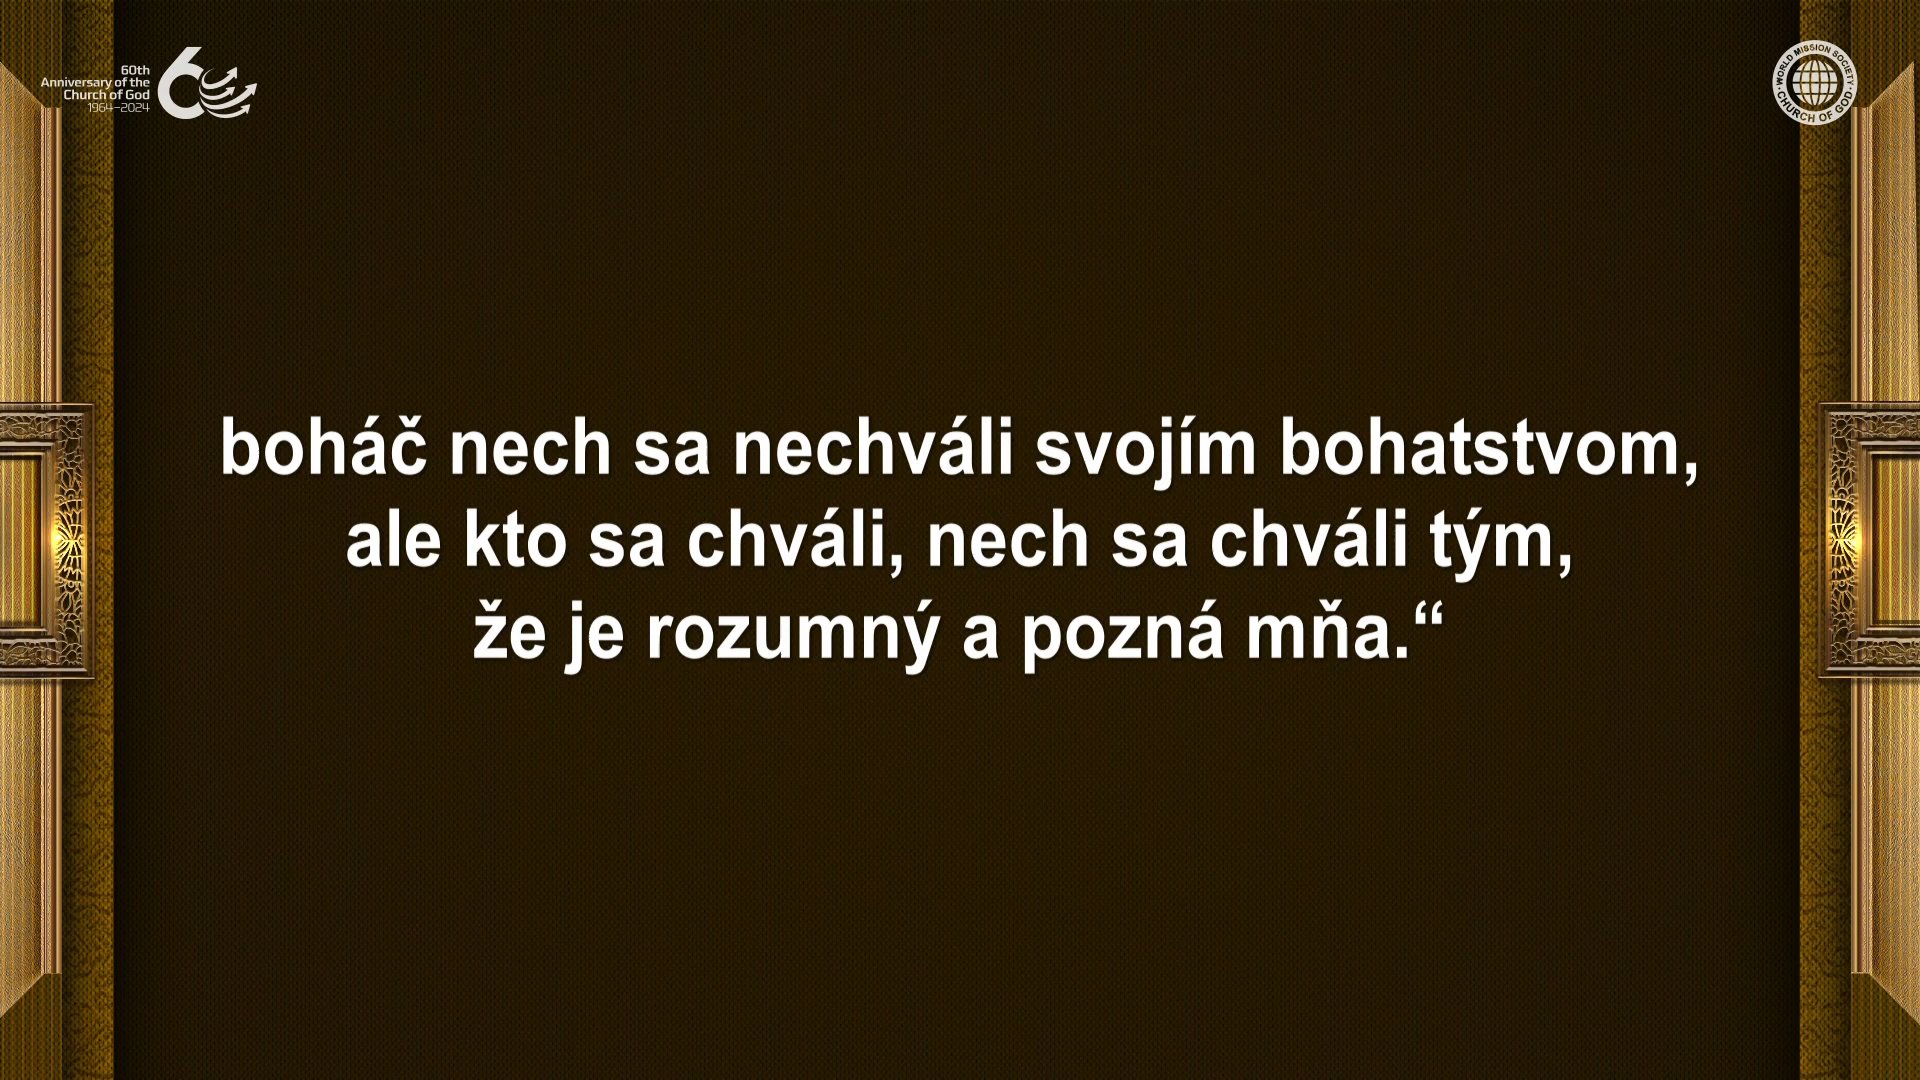 60th
Anniversary of the
Church of God
1964–2024
60
WORLD MISSION SOCIETY
CHURCH OF GOD
boháč nech sa nechváli svojím bohatstvom,
ale kto sa chváli, nech sa chváli tým,
že je rozumný a pozná mňa.“